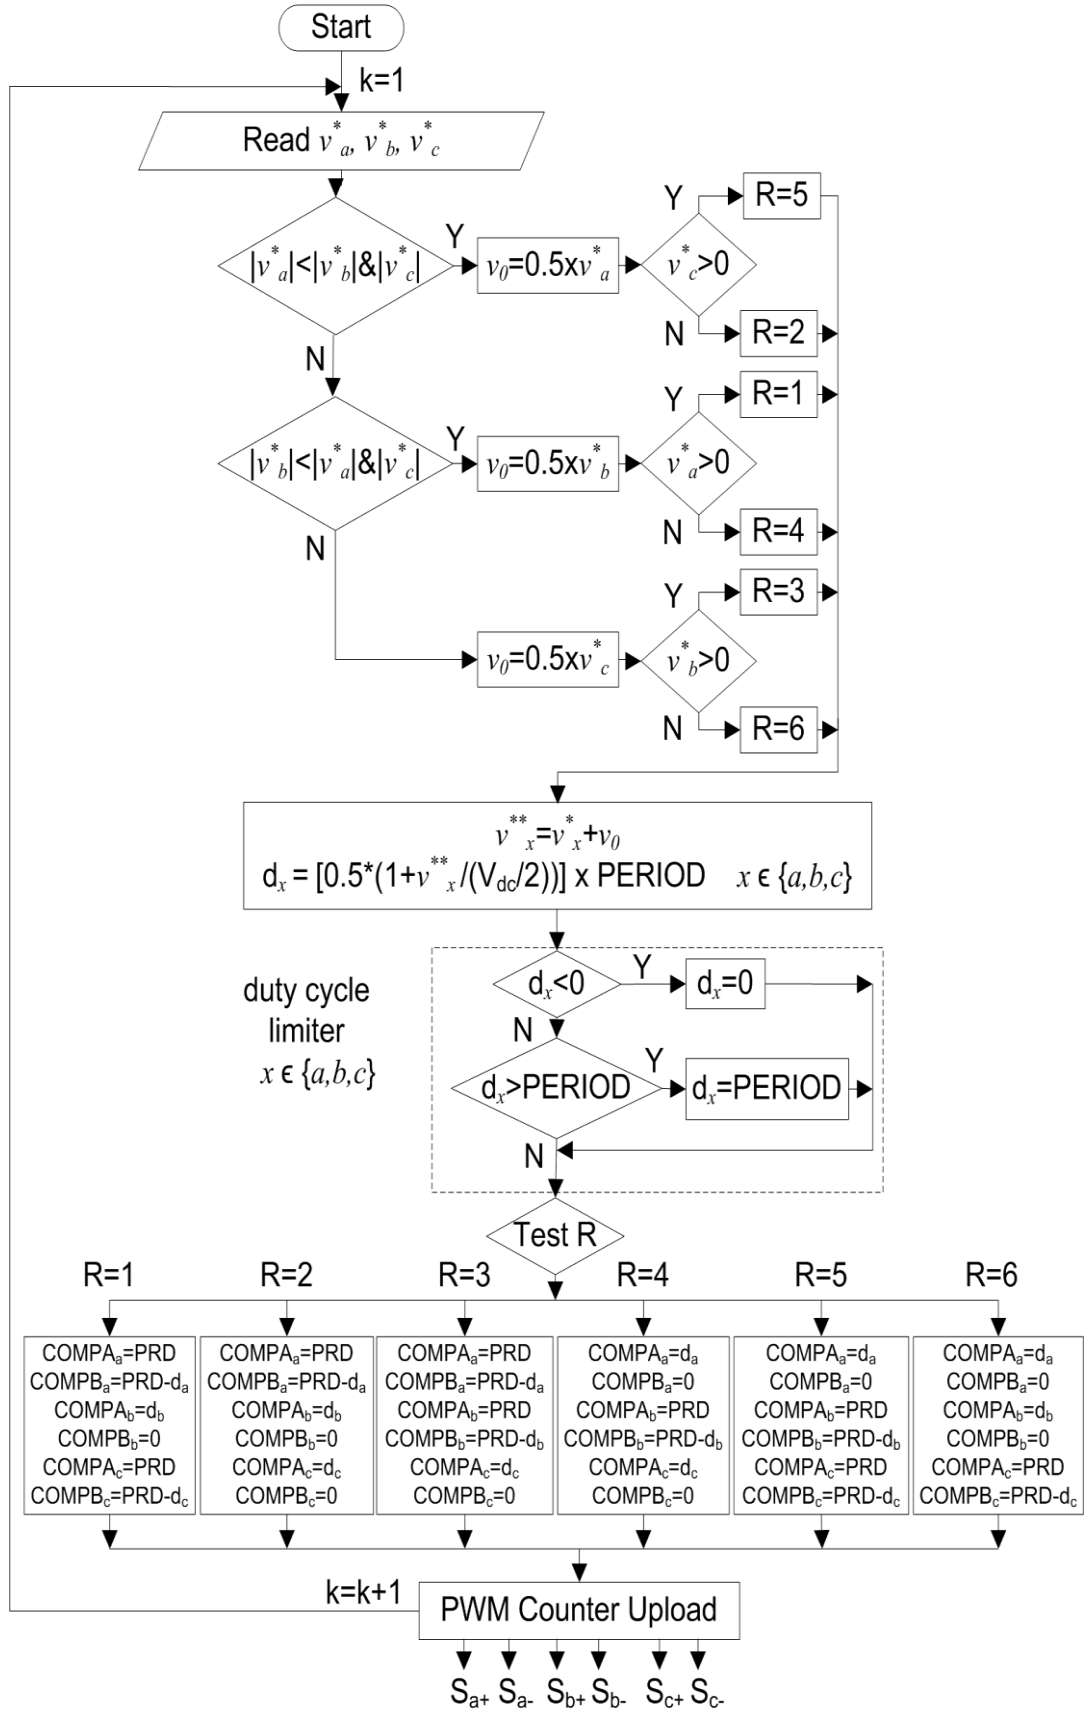 Start
k=1
Read v*a, v*b, v*c
|v*a|<|v*b|&|v*c|
Y
v0=0.5xv*a
v*c>0
Y
R=5
N
R=2
N
|v*b|<|v*a|&|v*c|
Y
v0=0.5xv*b
v*a>0
Y
R=1
N
R=4
N
v0=0.5xv*c
v*b>0
Y
R=3
N
R=6
v**x=v*x+v0
dx = [0.5*(1+v**x/(Vdc/2))] x PERIOD x ϵ {a,b,c}
duty cycle
limiter
x ϵ {a,b,c}
dx<0
Y
dx=0
N
dx>PERIOD
Y
dx=PERIOD
N
Test R
R=1 R=2 R=3 R=4 R=5 R=6
COMPAa=PRD
COMPBa=PRD-da
COMPAb=db
COMPBb=0
COMPAc=PRD
COMPBc=PRD-dc
COMPAa=PRD
COMPBa=PRD-da
COMPAb=db
COMPBb=0
COMPAc=dc
COMPBc=0
COMPAa=PRD
COMPBa=PRD-da
COMPAb=PRD
COMPBb=PRD-db
COMPAc=dc
COMPBc=0
COMPAa=da
COMPBa=0
COMPAb=PRD
COMPBb=PRD-db
COMPAc=dc
COMPBc=0
COMPAa=da
COMPBa=0
COMPAb=PRD
COMPBb=PRD-db
COMPAc=PRD
COMPBc=PRD-dc
COMPAa=da
COMPBa=0
COMPAb=db
COMPBb=0
COMPAc=PRD
COMPBc=PRD-dc
k=k+1
PWM Counter Upload
Sa+ Sa- Sb+ Sb- Sc+ Sc-